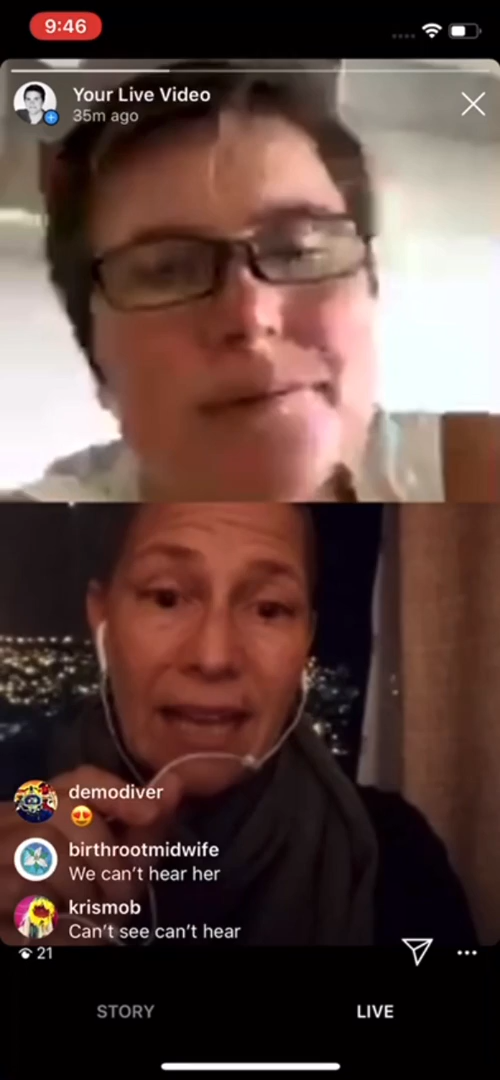 9:46
Your Live Video
35m ago
demodiver
😍
birthrootmidwife
We can't hear her
krismob
Can't see can't hear
21
STORY
LIVE